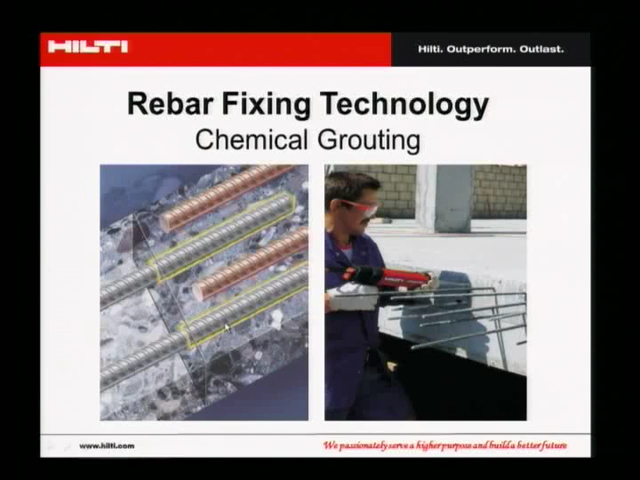 HILTI
Hilti. Outperform. Outlast.
Rebar Fixing Technology
Chemical Grouting
www.hilti.com
We passionately serve a higher purpose and build a better future